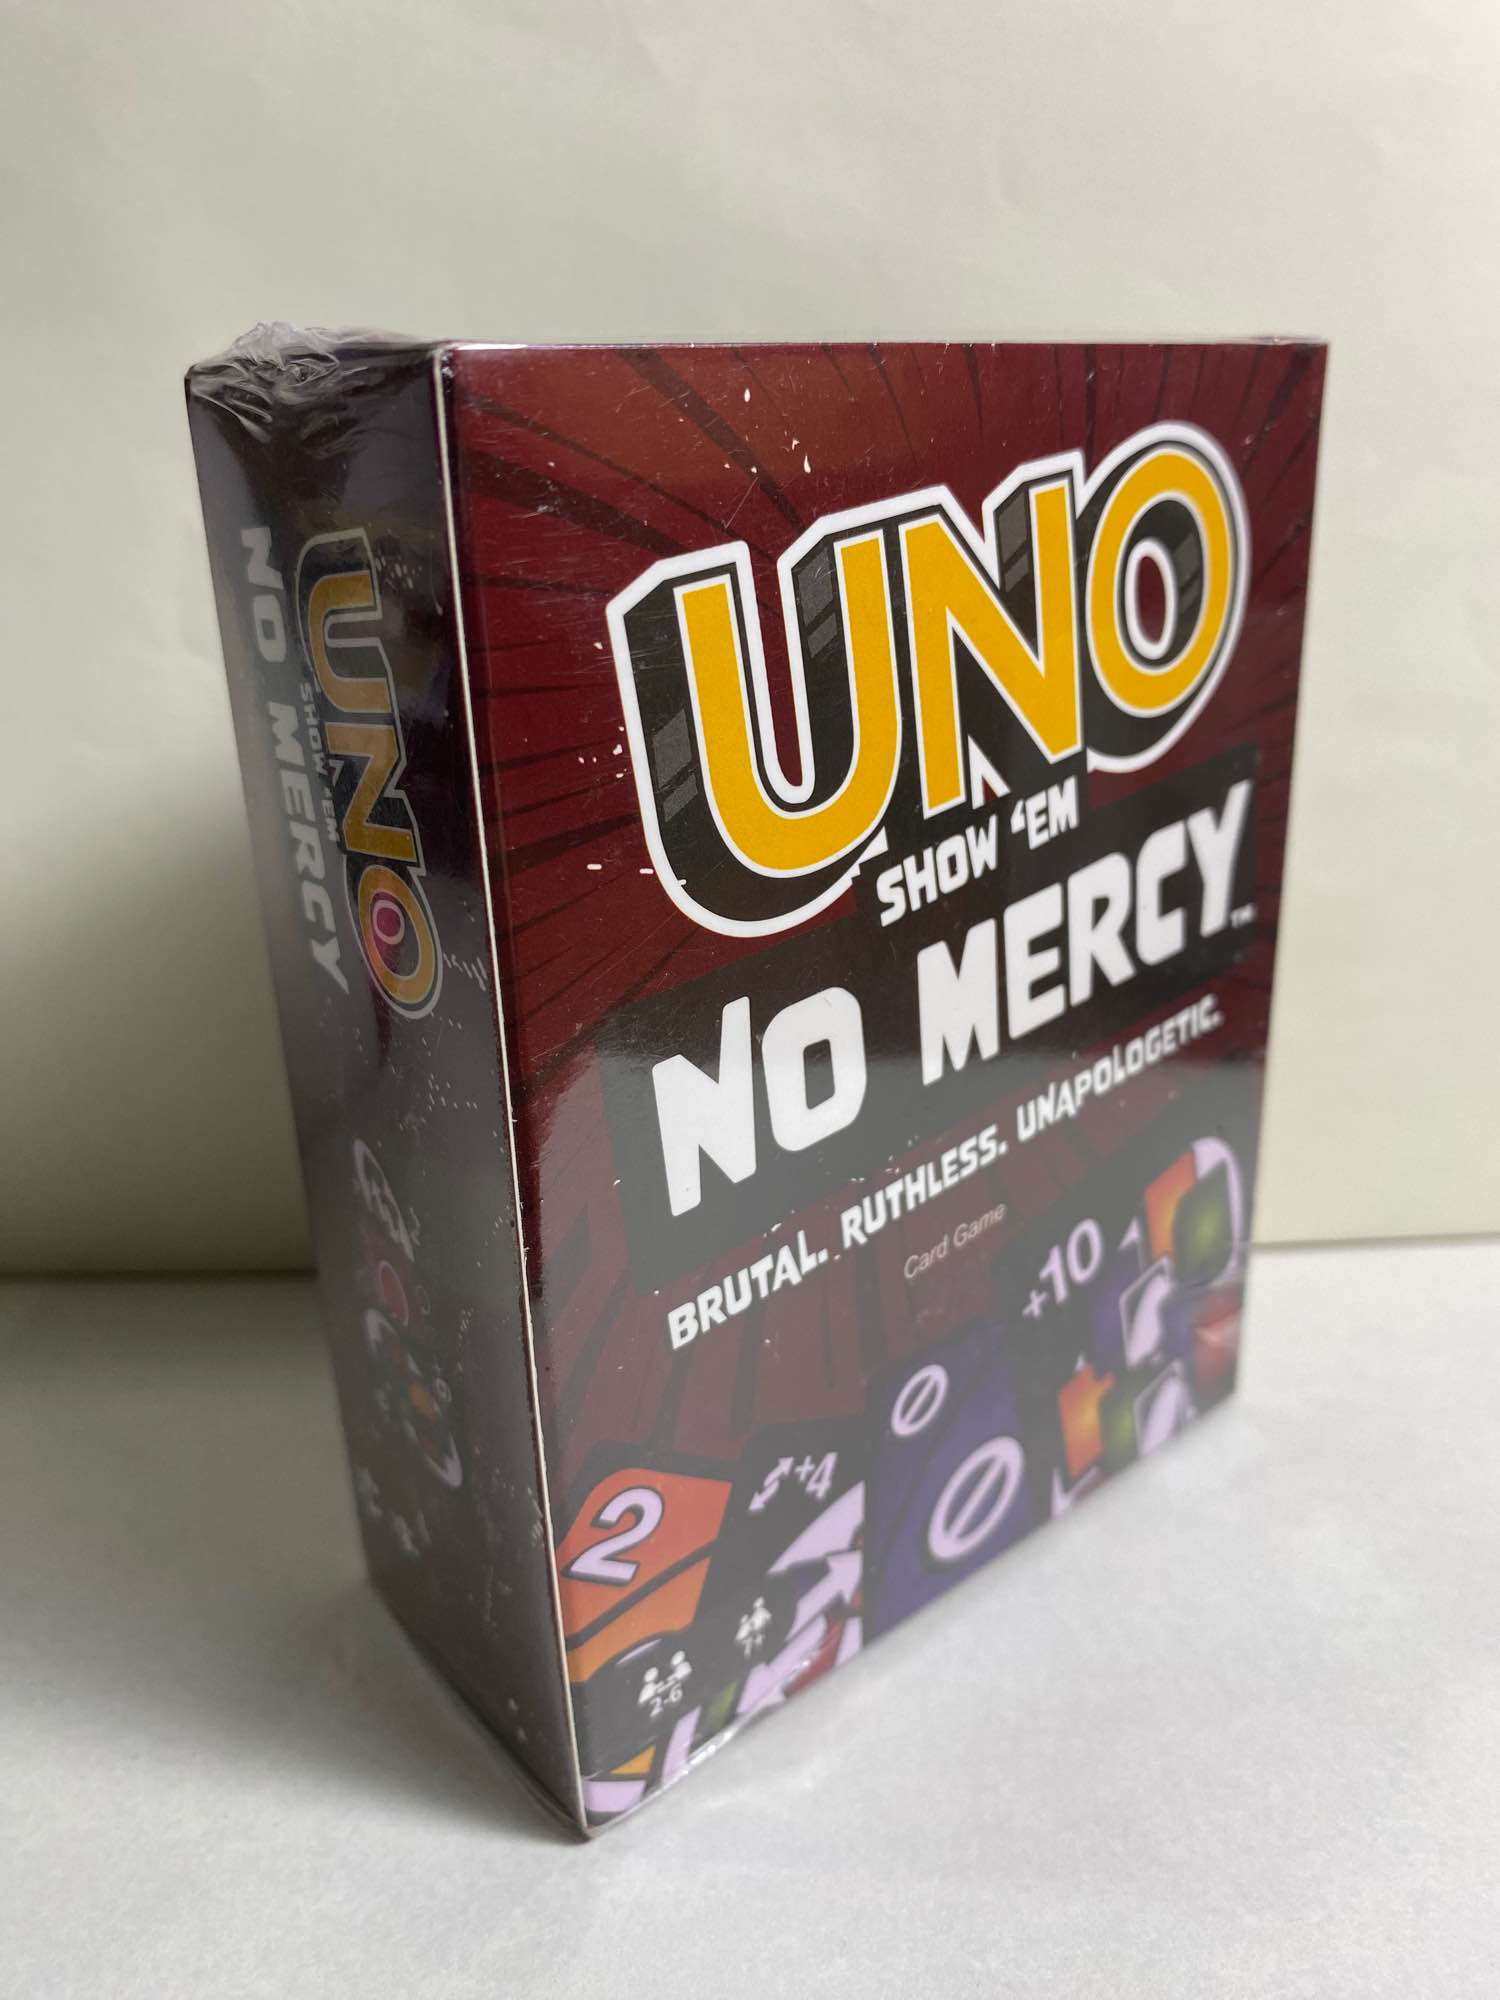 UNO
SHOW 'EM
NO MERCY™
BRUTAL. RUTHLESS. UNAPOLOGETIC.
Card Game
+10
2
+4
7+
2-6
UNO
SHOW 'EM
NO MERCY